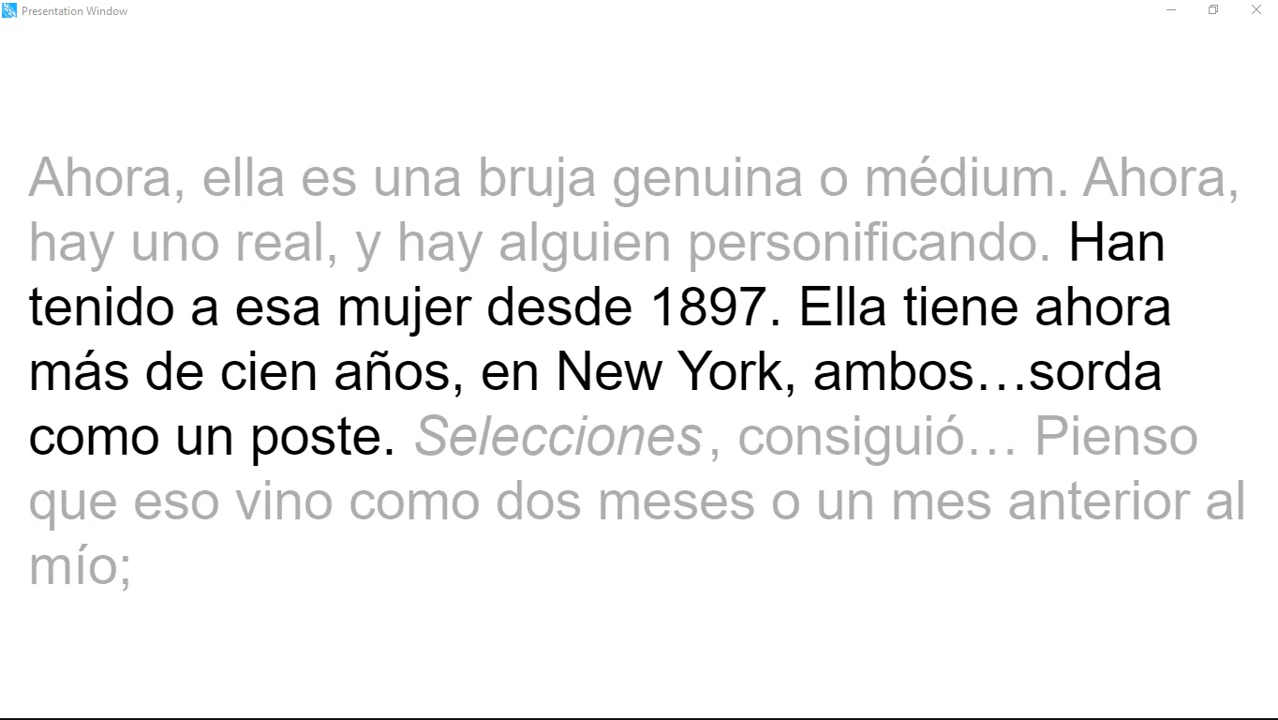 Presentation Window
Ahora, ella es una bruja genuina o médium. Ahora,
hay uno real, y hay alguien personificando. Han
tenido a esa mujer desde 1897. Ella tiene ahora
más de cien años, en New York, ambos…sorda
como un poste. Selecciones, consiguió… Pienso
que eso vino como dos meses o un mes anterior al
mío;